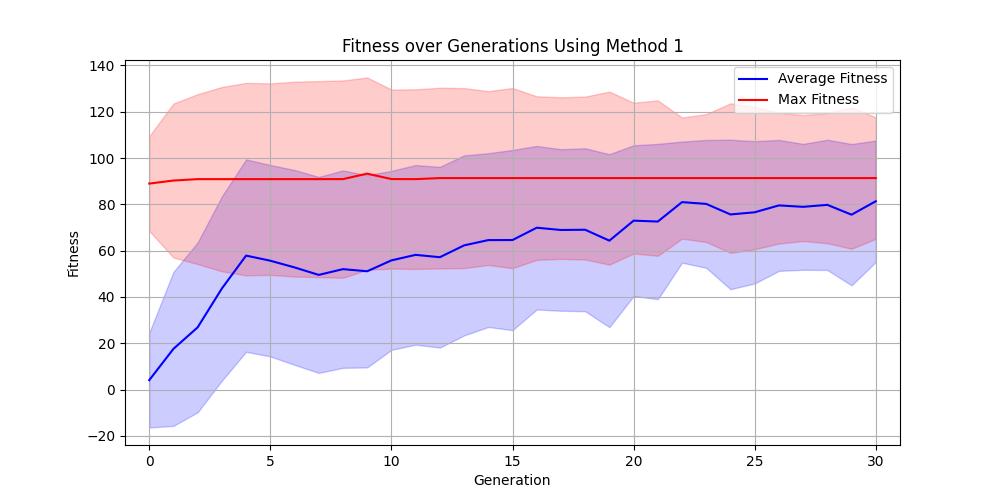 Fitness over Generations Using Method 1
Average Fitness
Max Fitness
140
120
100
80
60
40
20
0
−20
Fitness
0 5 10 15 20 25 30
Generation